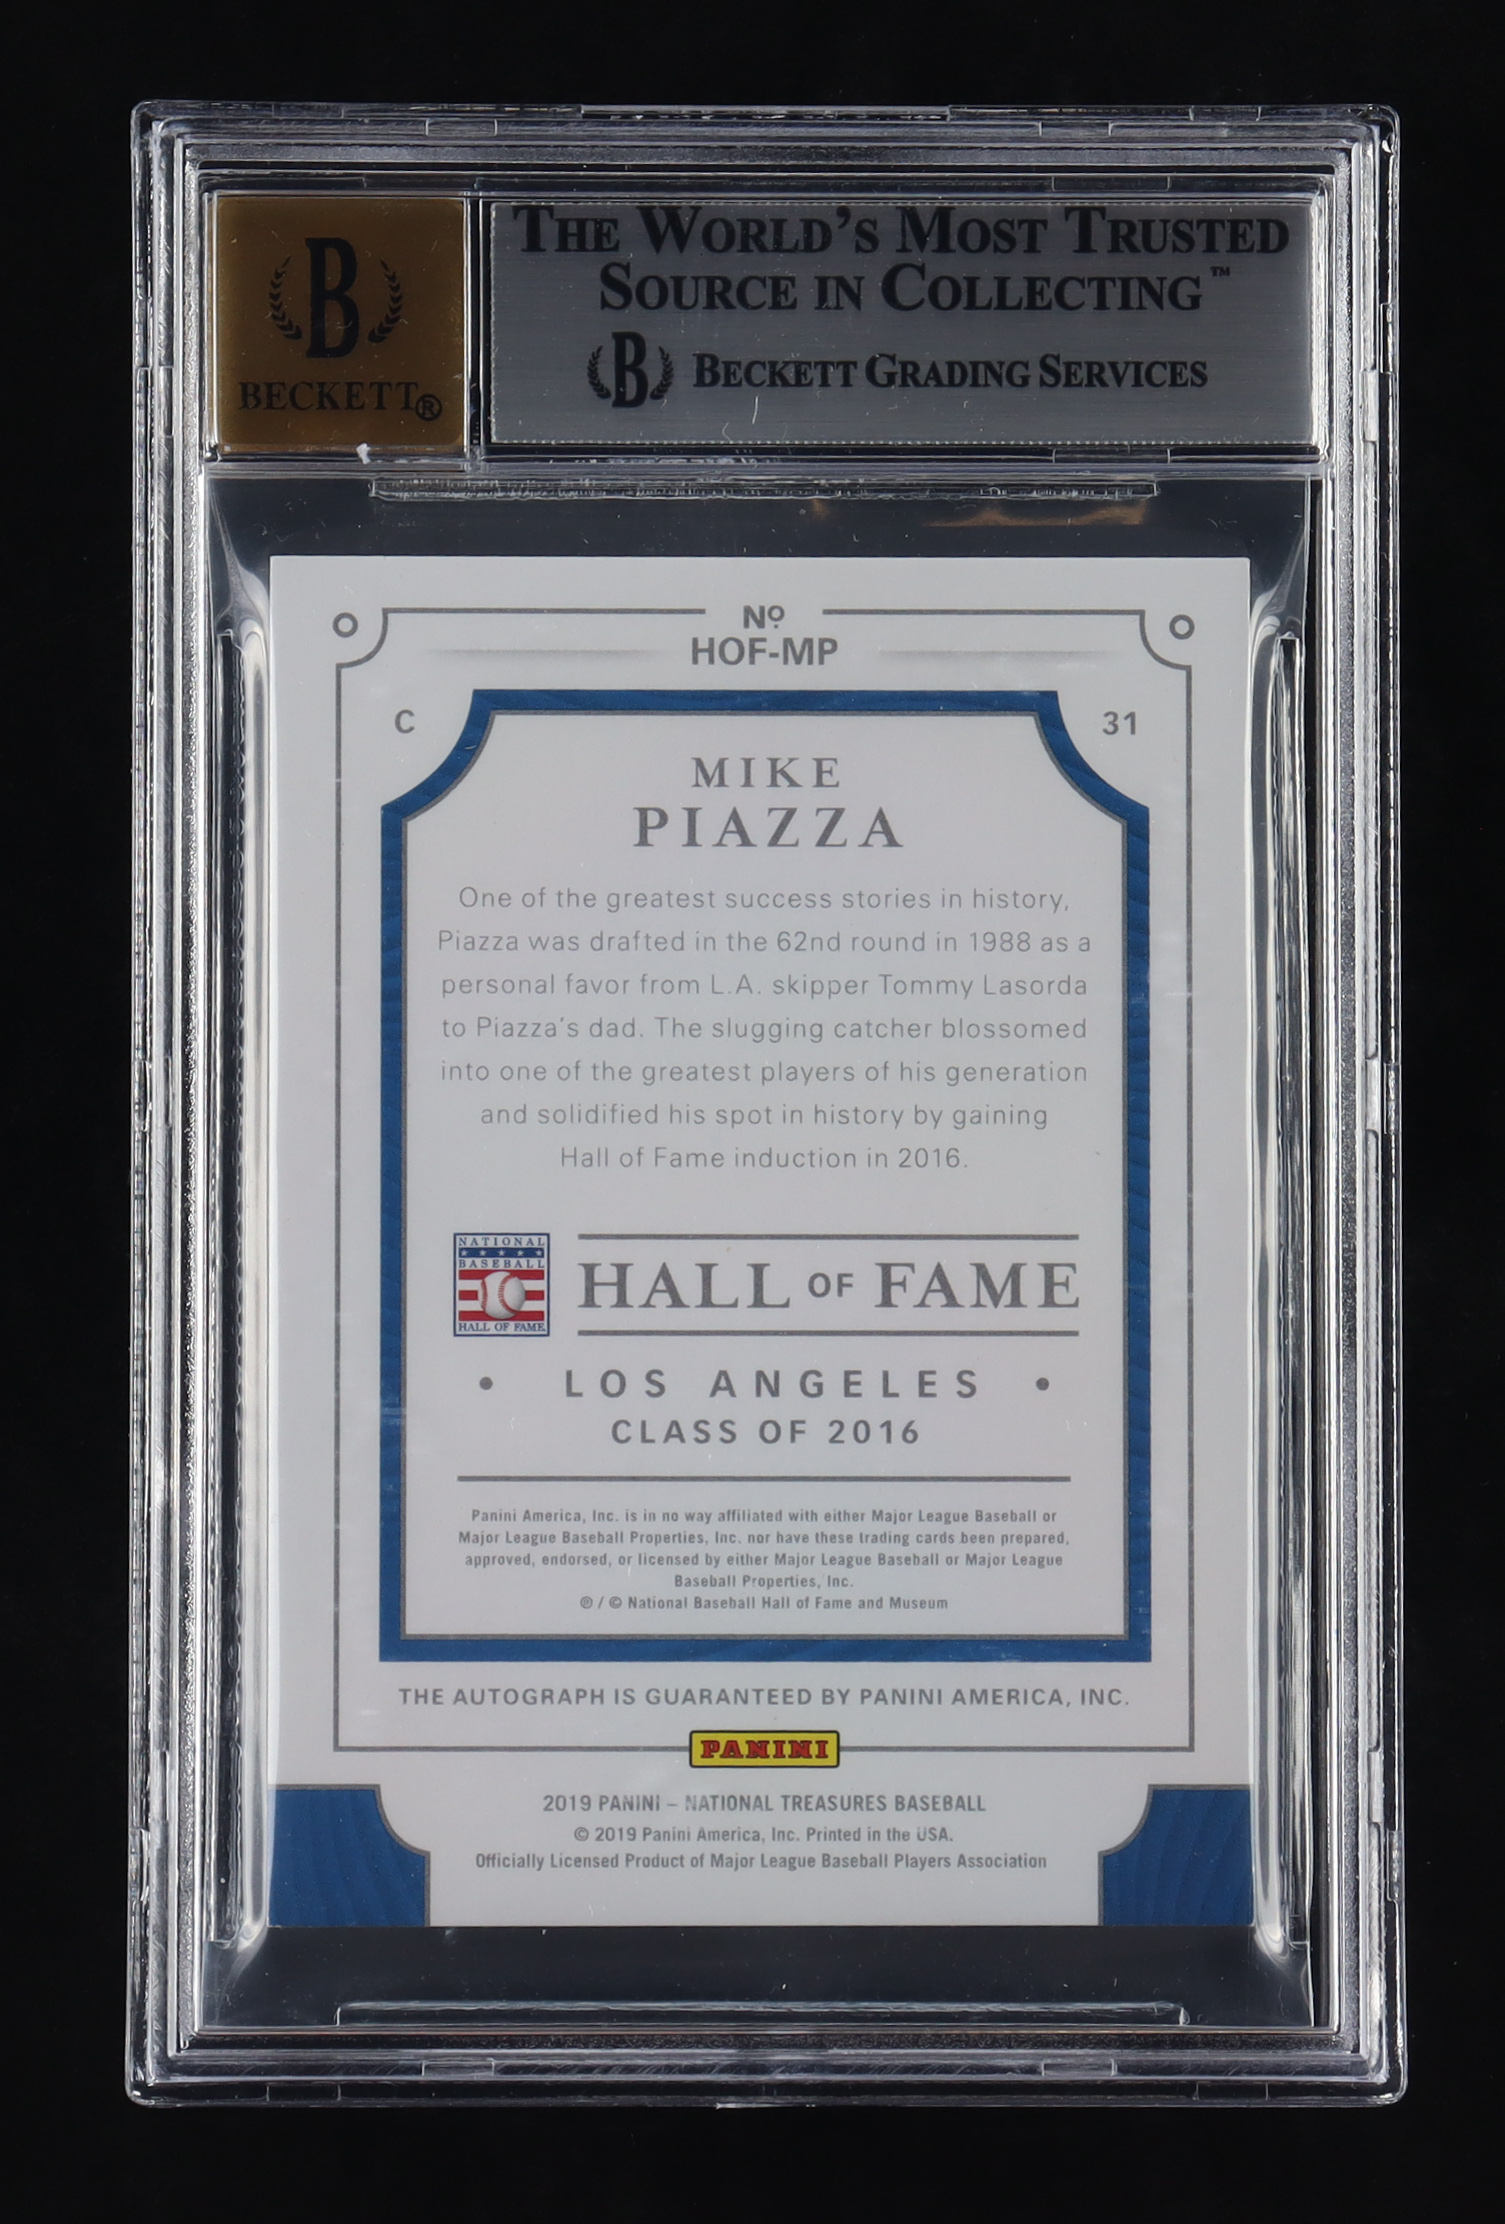 THE WORLD'S MOST TRUSTED
SOURCE IN COLLECTING™
B
BECKETT®
B BECKETT GRADING SERVICES
Nº
HOF-MP
C
31
MIKE
PIAZZA
One of the greatest success stories in history,
Piazza was drafted in the 62nd round in 1988 as a
personal favor from L.A. skipper Tommy Lasorda
to Piazza's dad. The slugging catcher blossomed
into one of the greatest players of his generation
and solidified his spot in history by gaining
Hall of Fame induction in 2016.
NATIONAL
BASEBALL
HALL OF FAME
HALL OF FAME
• LOS ANGELES •
CLASS OF 2016
Panini America, Inc. is in no way affiliated with either Major League Baseball or
Major League Baseball Properties, Inc. nor have these trading cards been prepared,
approved, endorsed, or licensed by either Major League Baseball or Major League
Baseball Properties, Inc.
® / © National Baseball Hall of Fame and Museum
THE AUTOGRAPH IS GUARANTEED BY PANINI AMERICA, INC.
PANINI
2019 PANINI – NATIONAL TREASURES BASEBALL
© 2019 Panini America, Inc. Printed in the USA.
Officially Licensed Product of Major League Baseball Players Association